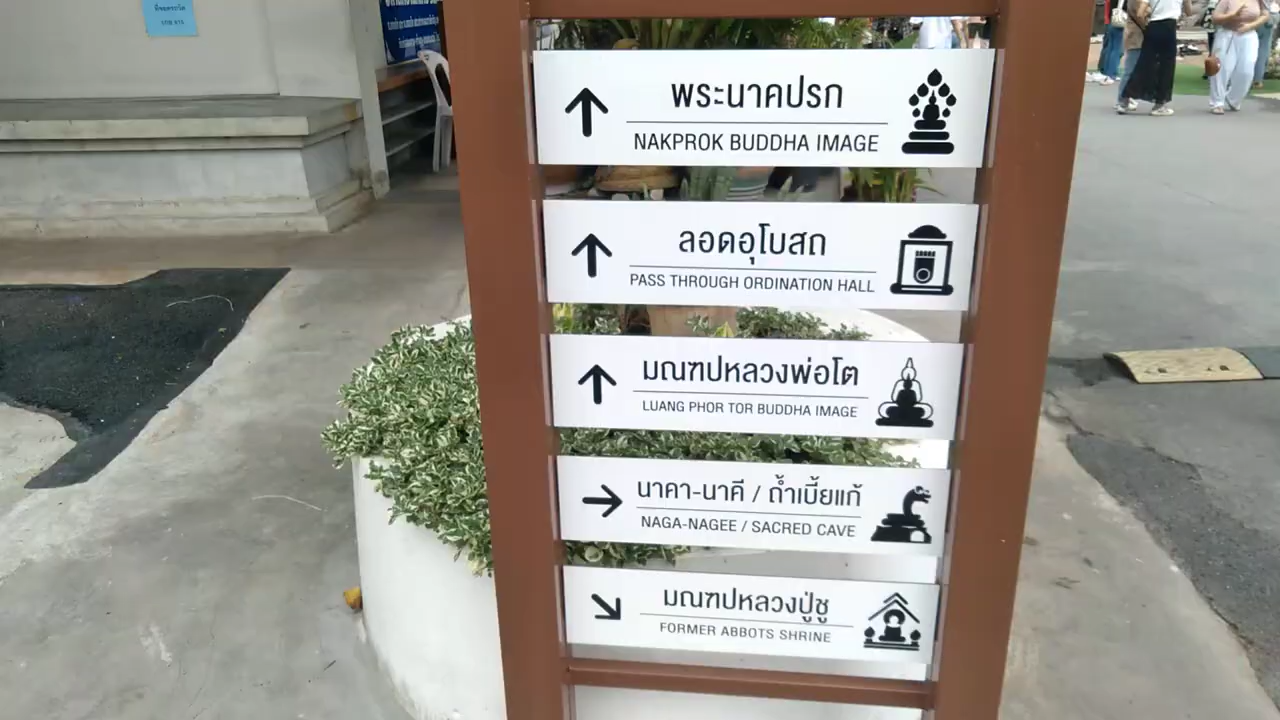 พระนาคปรก
NAKPROK BUDDHA IMAGE
ลอดอุโบสถ
PASS THROUGH ORDINATION HALL
มณฑปหลวงพ่อโต
LUANG PHOR TOR BUDDHA IMAGE
นาคา-นาคี / ถ้ำเบี้ยแก้
NAGA-NAGEE / SACRED CAVE
มณฑปหลวงปู่ชู
FORMER ABBOTS SHRINE